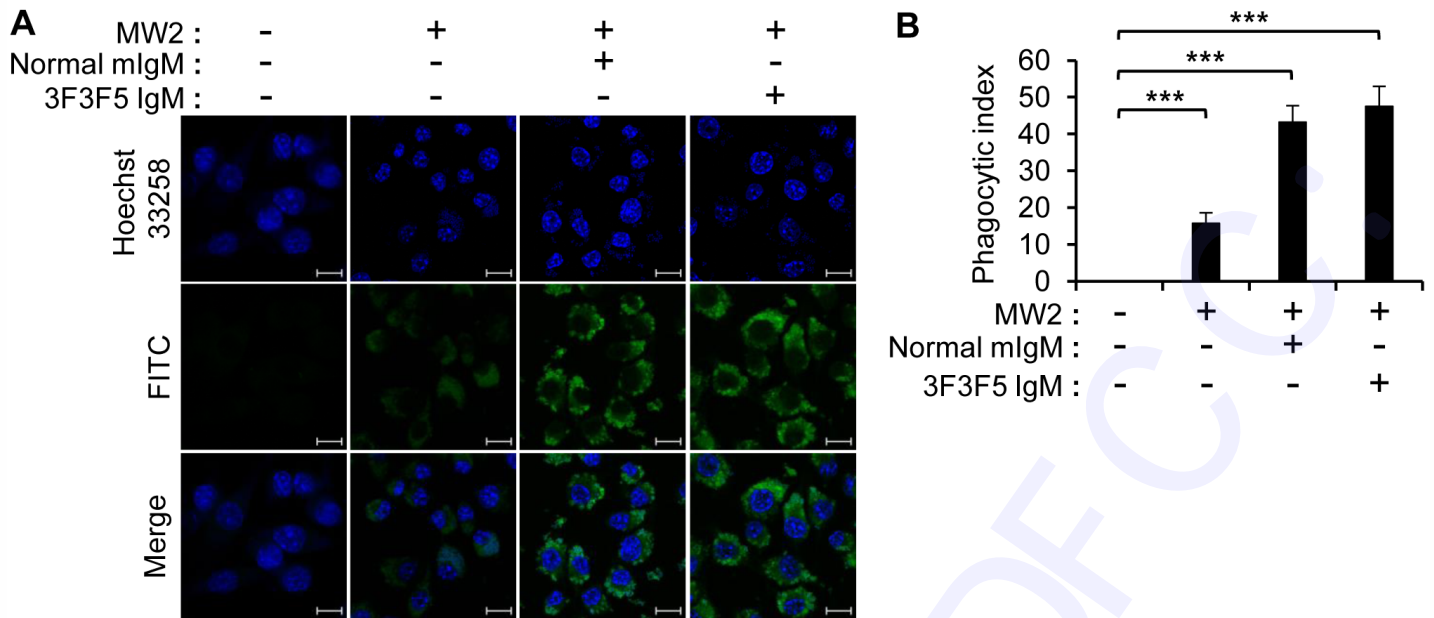 A
MW2 : - + + +
Normal mIgM : - - + -
3F3F5 IgM : - - - +
Hoechst
33258
FITC
Merge
B
***
***
***
Phagocytic index
60
50
40
30
20
10
0
MW2 : - + + +
Normal mIgM : - - + -
3F3F5 IgM : - - - +